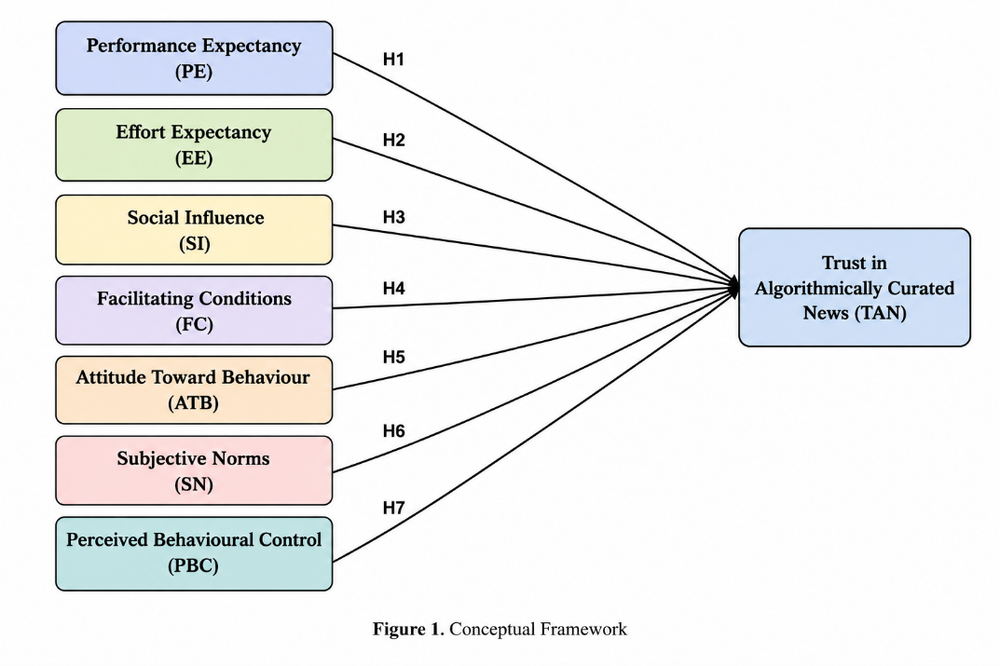 Performance Expectancy
(PE)
H1
Effort Expectancy
(EE)
H2
Social Influence
(SI)
H3
Facilitating Conditions
(FC)
H4
Attitude Toward Behaviour
(ATB)
H5
Subjective Norms
(SN)
H6
Perceived Behavioural Control
(PBC)
H7
Trust in
Algorithmically Curated
News (TAN)
Figure 1. Conceptual Framework